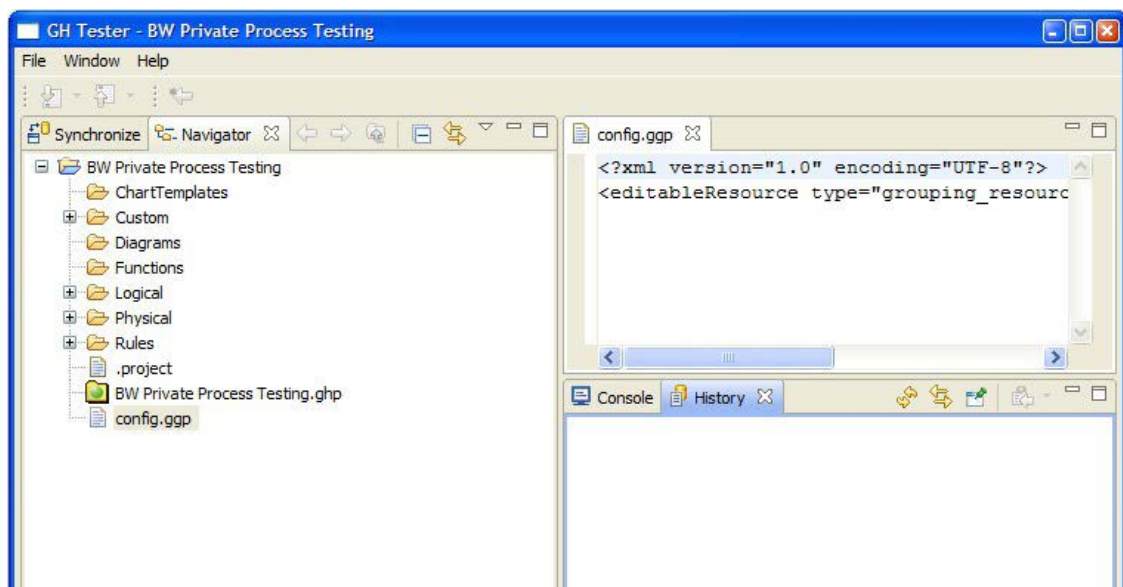 GH Tester - BW Private Process Testing
File Window Help
Synchronize Navigator
BW Private Process Testing
ChartTemplates
Custom
Diagrams
Functions
Logical
Physical
Rules
.project
BW Private Process Testing.ghp
config.ggp
config.ggp
<?xml version="1.0" encoding="UTF-8"?>
<editableResource type="grouping_resourc
Console History